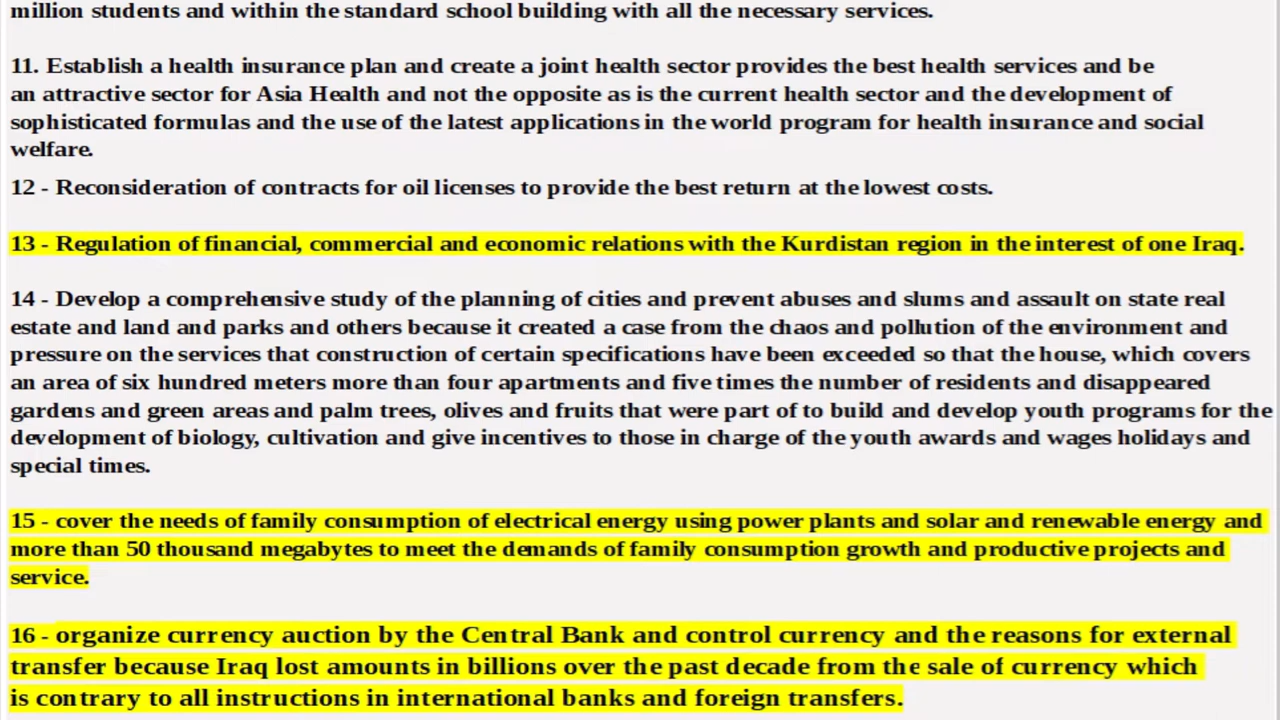 million students and within the standard school building with all the necessary services.
11. Establish a health insurance plan and create a joint health sector provides the best health services and be
an attractive sector for Asia Health and not the opposite as is the current health sector and the development of
sophisticated formulas and the use of the latest applications in the world program for health insurance and social
welfare.
12 - Reconsideration of contracts for oil licenses to provide the best return at the lowest costs.
13 - Regulation of financial, commercial and economic relations with the Kurdistan region in the interest of one Iraq.
14 - Develop a comprehensive study of the planning of cities and prevent abuses and slums and assault on state real
estate and land and parks and others because it created a case from the chaos and pollution of the environment and
pressure on the services that construction of certain specifications have been exceeded so that the house, which covers
an area of six hundred meters more than four apartments and five times the number of residents and disappeared
gardens and green areas and palm trees, olives and fruits that were part of to build and develop youth programs for the
development of biology, cultivation and give incentives to those in charge of the youth awards and wages holidays and
special times.
15 - cover the needs of family consumption of electrical energy using power plants and solar and renewable energy and
more than 50 thousand megabytes to meet the demands of family consumption growth and productive projects and
service.
16 - organize currency auction by the Central Bank and control currency and the reasons for external
transfer because Iraq lost amounts in billions over the past decade from the sale of currency which
is contrary to all instructions in international banks and foreign transfers.